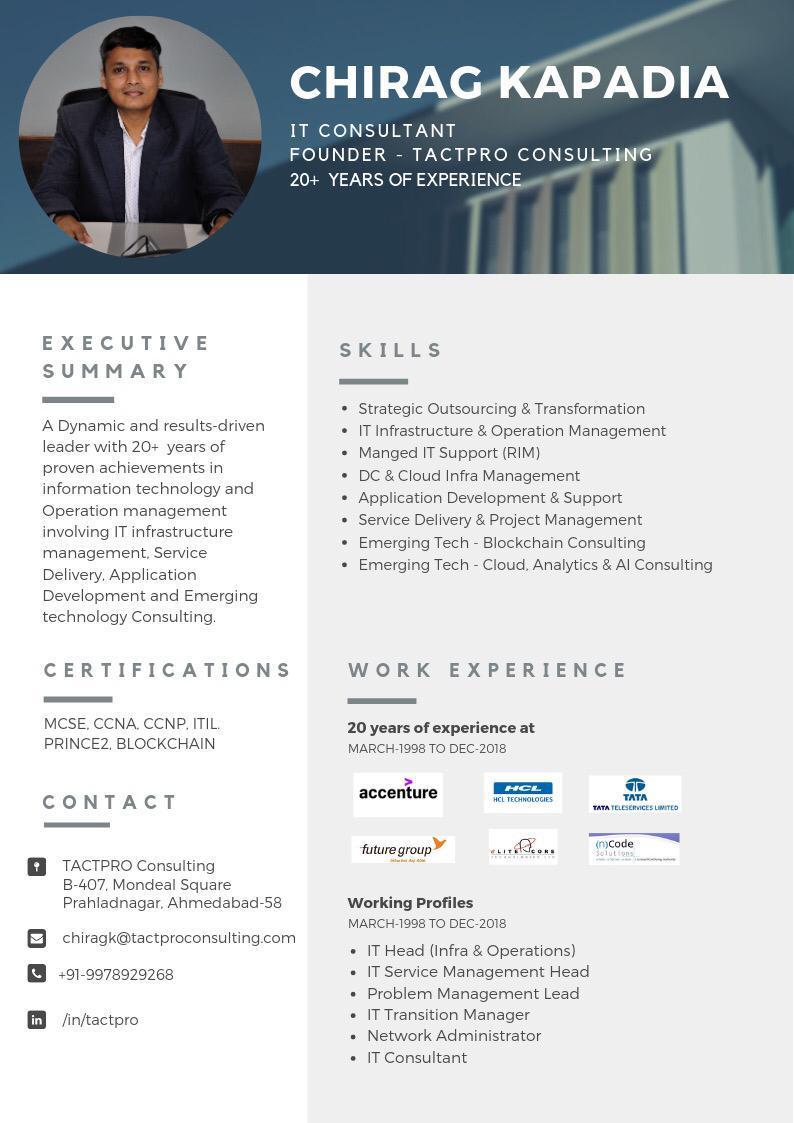 CHIRAG KAPADIA
IT CONSULTANT
FOUNDER - TACTPRO CONSULTING
20+ YEARS OF EXPERIENCE
EXECUTIVE
SUMMARY
A Dynamic and results-driven
leader with 20+ years of
proven achievements in
information technology and
Operation management
involving IT infrastructure
management, Service
Delivery, Application
Development and Emerging
technology Consulting.
CERTIFICATIONS
MCSE, CCNA, CCNP, ITIL.
PRINCE2, BLOCKCHAIN
CONTACT
TACTPRO Consulting
B-407, Mondeal Square
Prahladnagar, Ahmedabad-58
chiragk@tactproconsulting.com
+91-9978929268
in /in/tactpro
SKILLS
• Strategic Outsourcing & Transformation
• IT Infrastructure & Operation Management
• Manged IT Support (RIM)
• DC & Cloud Infra Management
• Application Development & Support
• Service Delivery & Project Management
• Emerging Tech - Blockchain Consulting
• Emerging Tech - Cloud, Analytics & AI Consulting
WORK EXPERIENCE
20 years of experience at
MARCH-1998 TO DEC-2018
accenture
HCL
HCL TECHNOLOGIES
TATA
TATA TELESERVICES LIMITED
future group
eLITE CORE
TECHNOLOGIES LTD
(n)Code
Solutions
Working Profiles
MARCH-1998 TO DEC-2018
• IT Head (Infra & Operations)
• IT Service Management Head
• Problem Management Lead
• IT Transition Manager
• Network Administrator
• IT Consultant